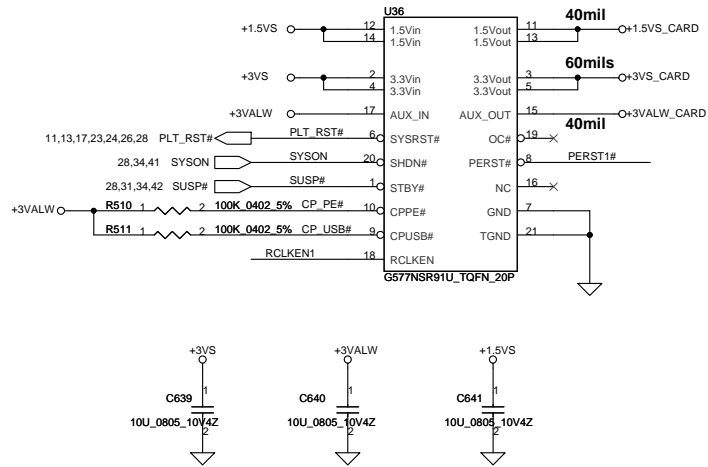 U36
40mil
+1.5VS 12 1.5Vin 1.5Vout 11 +1.5VS_CARD
14 1.5Vin 1.5Vout 13
60mils
+3VS 2 3.3Vin 3.3Vout 3 +3VS_CARD
4 3.3Vin 3.3Vout 5
+3VALW 17 AUX_IN AUX_OUT 15 +3VALW_CARD
40mil
11,13,17,23,24,26,28 PLT_RST# PLT_RST# 6 SYSRST# OC# 19
28,34,41 SYSON SYSON 20 SHDN# PERST# 8 PERST1#
28,31,34,42 SUSP# SUSP# 1 STBY# NC 16
+3VALW R510 1 2 100K_0402_5% CP_PE# 10 CPPE# GND 7
R511 1 2 100K_0402_5% CP_USB# 9 CPUSB# TGND 21
RCLKEN1 18 RCLKEN
G577NSR91U_TQFN_20P
+3VS +3VALW +1.5VS
1 1 1
C639 C640 C641
10U_0805_10V4Z 10U_0805_10V4Z 10U_0805_10V4Z
2 2 2